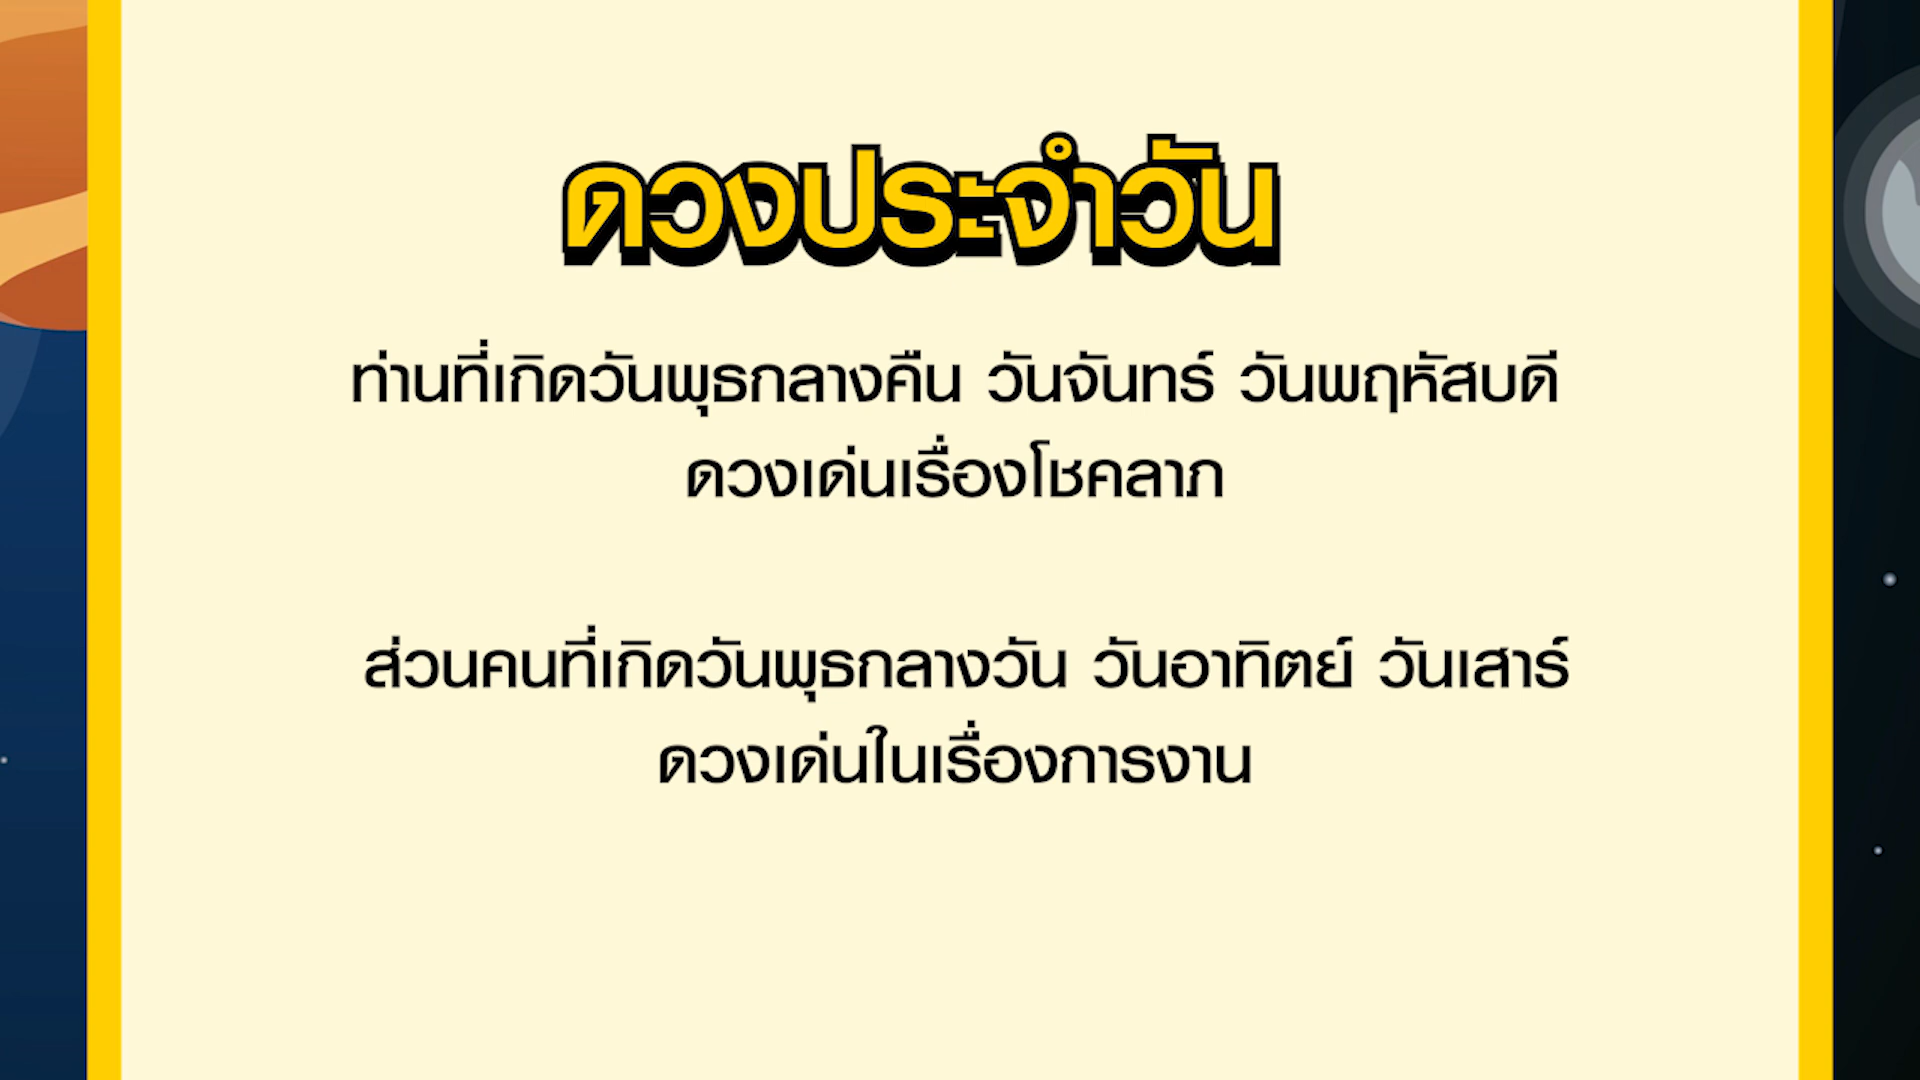 ดวงประจำวัน
ท่านที่เกิดวันพุธกลางคืน วันจันทร์ วันพฤหัสบดี
ดวงเด่นเรื่องโชคลาภ
ส่วนคนที่เกิดวันพุธกลางวัน วันอาทิตย์ วันเสาร์
ดวงเด่นในเรื่องการงาน